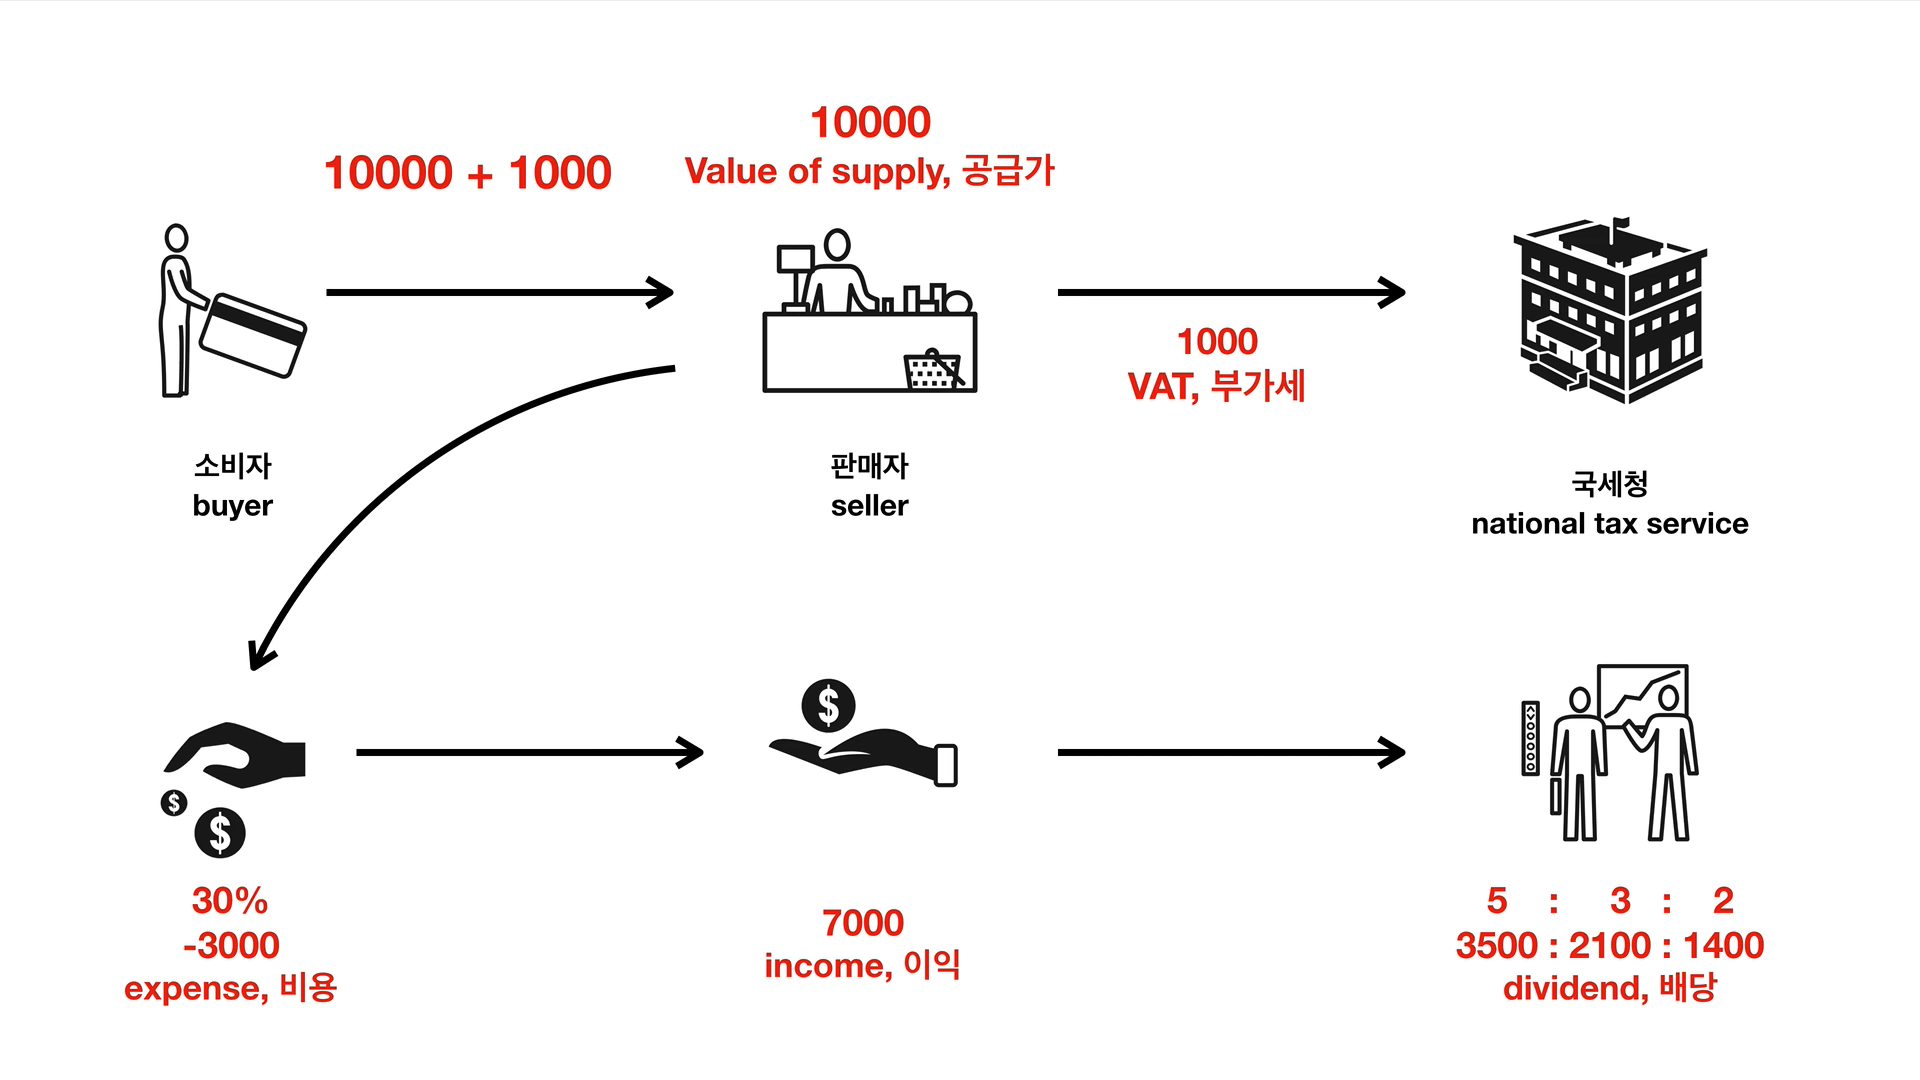 10000 + 1000
10000
Value of supply, 공급가
1000
VAT, 부가세
소비자
buyer
판매자
seller
국세청
national tax service
$
$
30%
-3000
expense, 비용
$
7000
income, 이익
5 : 3 : 2
3500 : 2100 : 1400
dividend, 배당